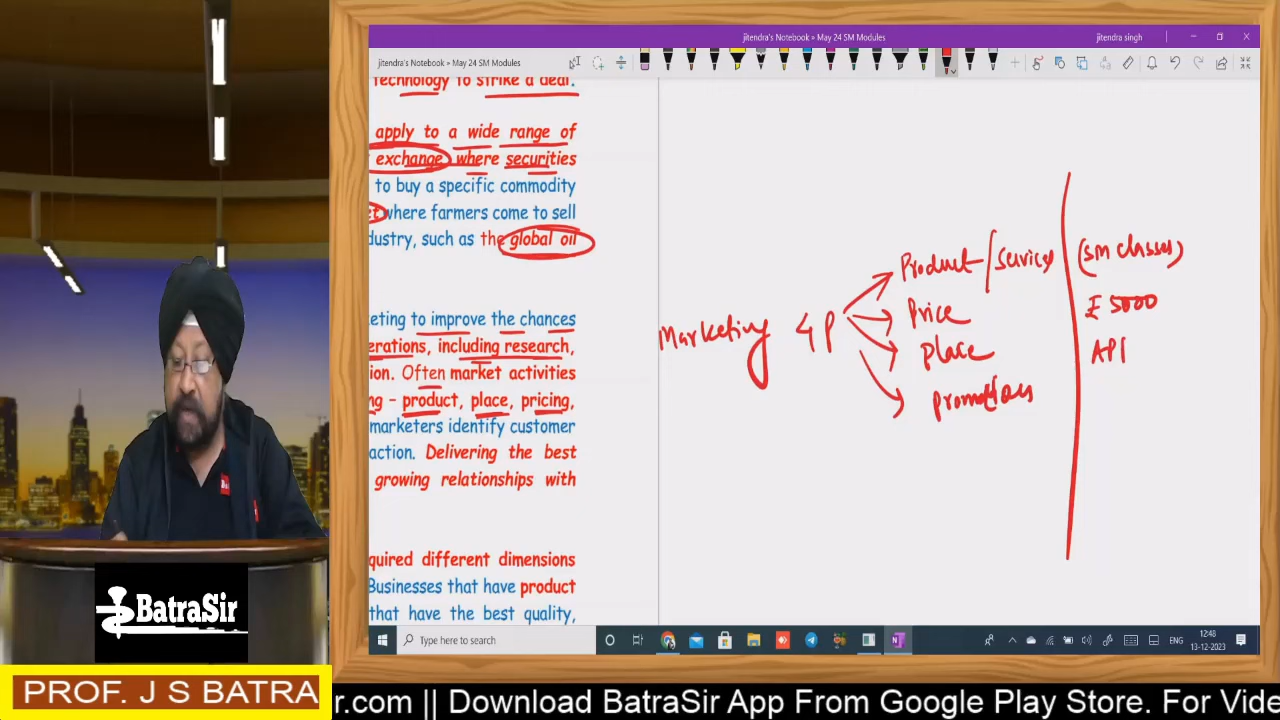 jitendra's Notebook » May 24 SM Modules
jitendra singh
jitendra's Notebook » May 24 SM Modules
technology to strike a deal.
apply to a wide range of
exchange where securities
to buy a specific commodity
where farmers come to sell
dustry, such as the global oil
eting to improve the chances
erations, including research,
ion. Often market activities
ng – product, place, pricing,
marketers identify customer
action. Delivering the best
growing relationships with
quired different dimensions
Businesses that have product
that have the best quality,
Marketing 4P
Product/Services
Price
place
promotions
(SM classes)
5000
API
BatraSir
Type here to search
ENG
12:48
13-12-2023
PROF. J S BATRA
r.com || Download BatraSir App From Google Play Store. For Vide